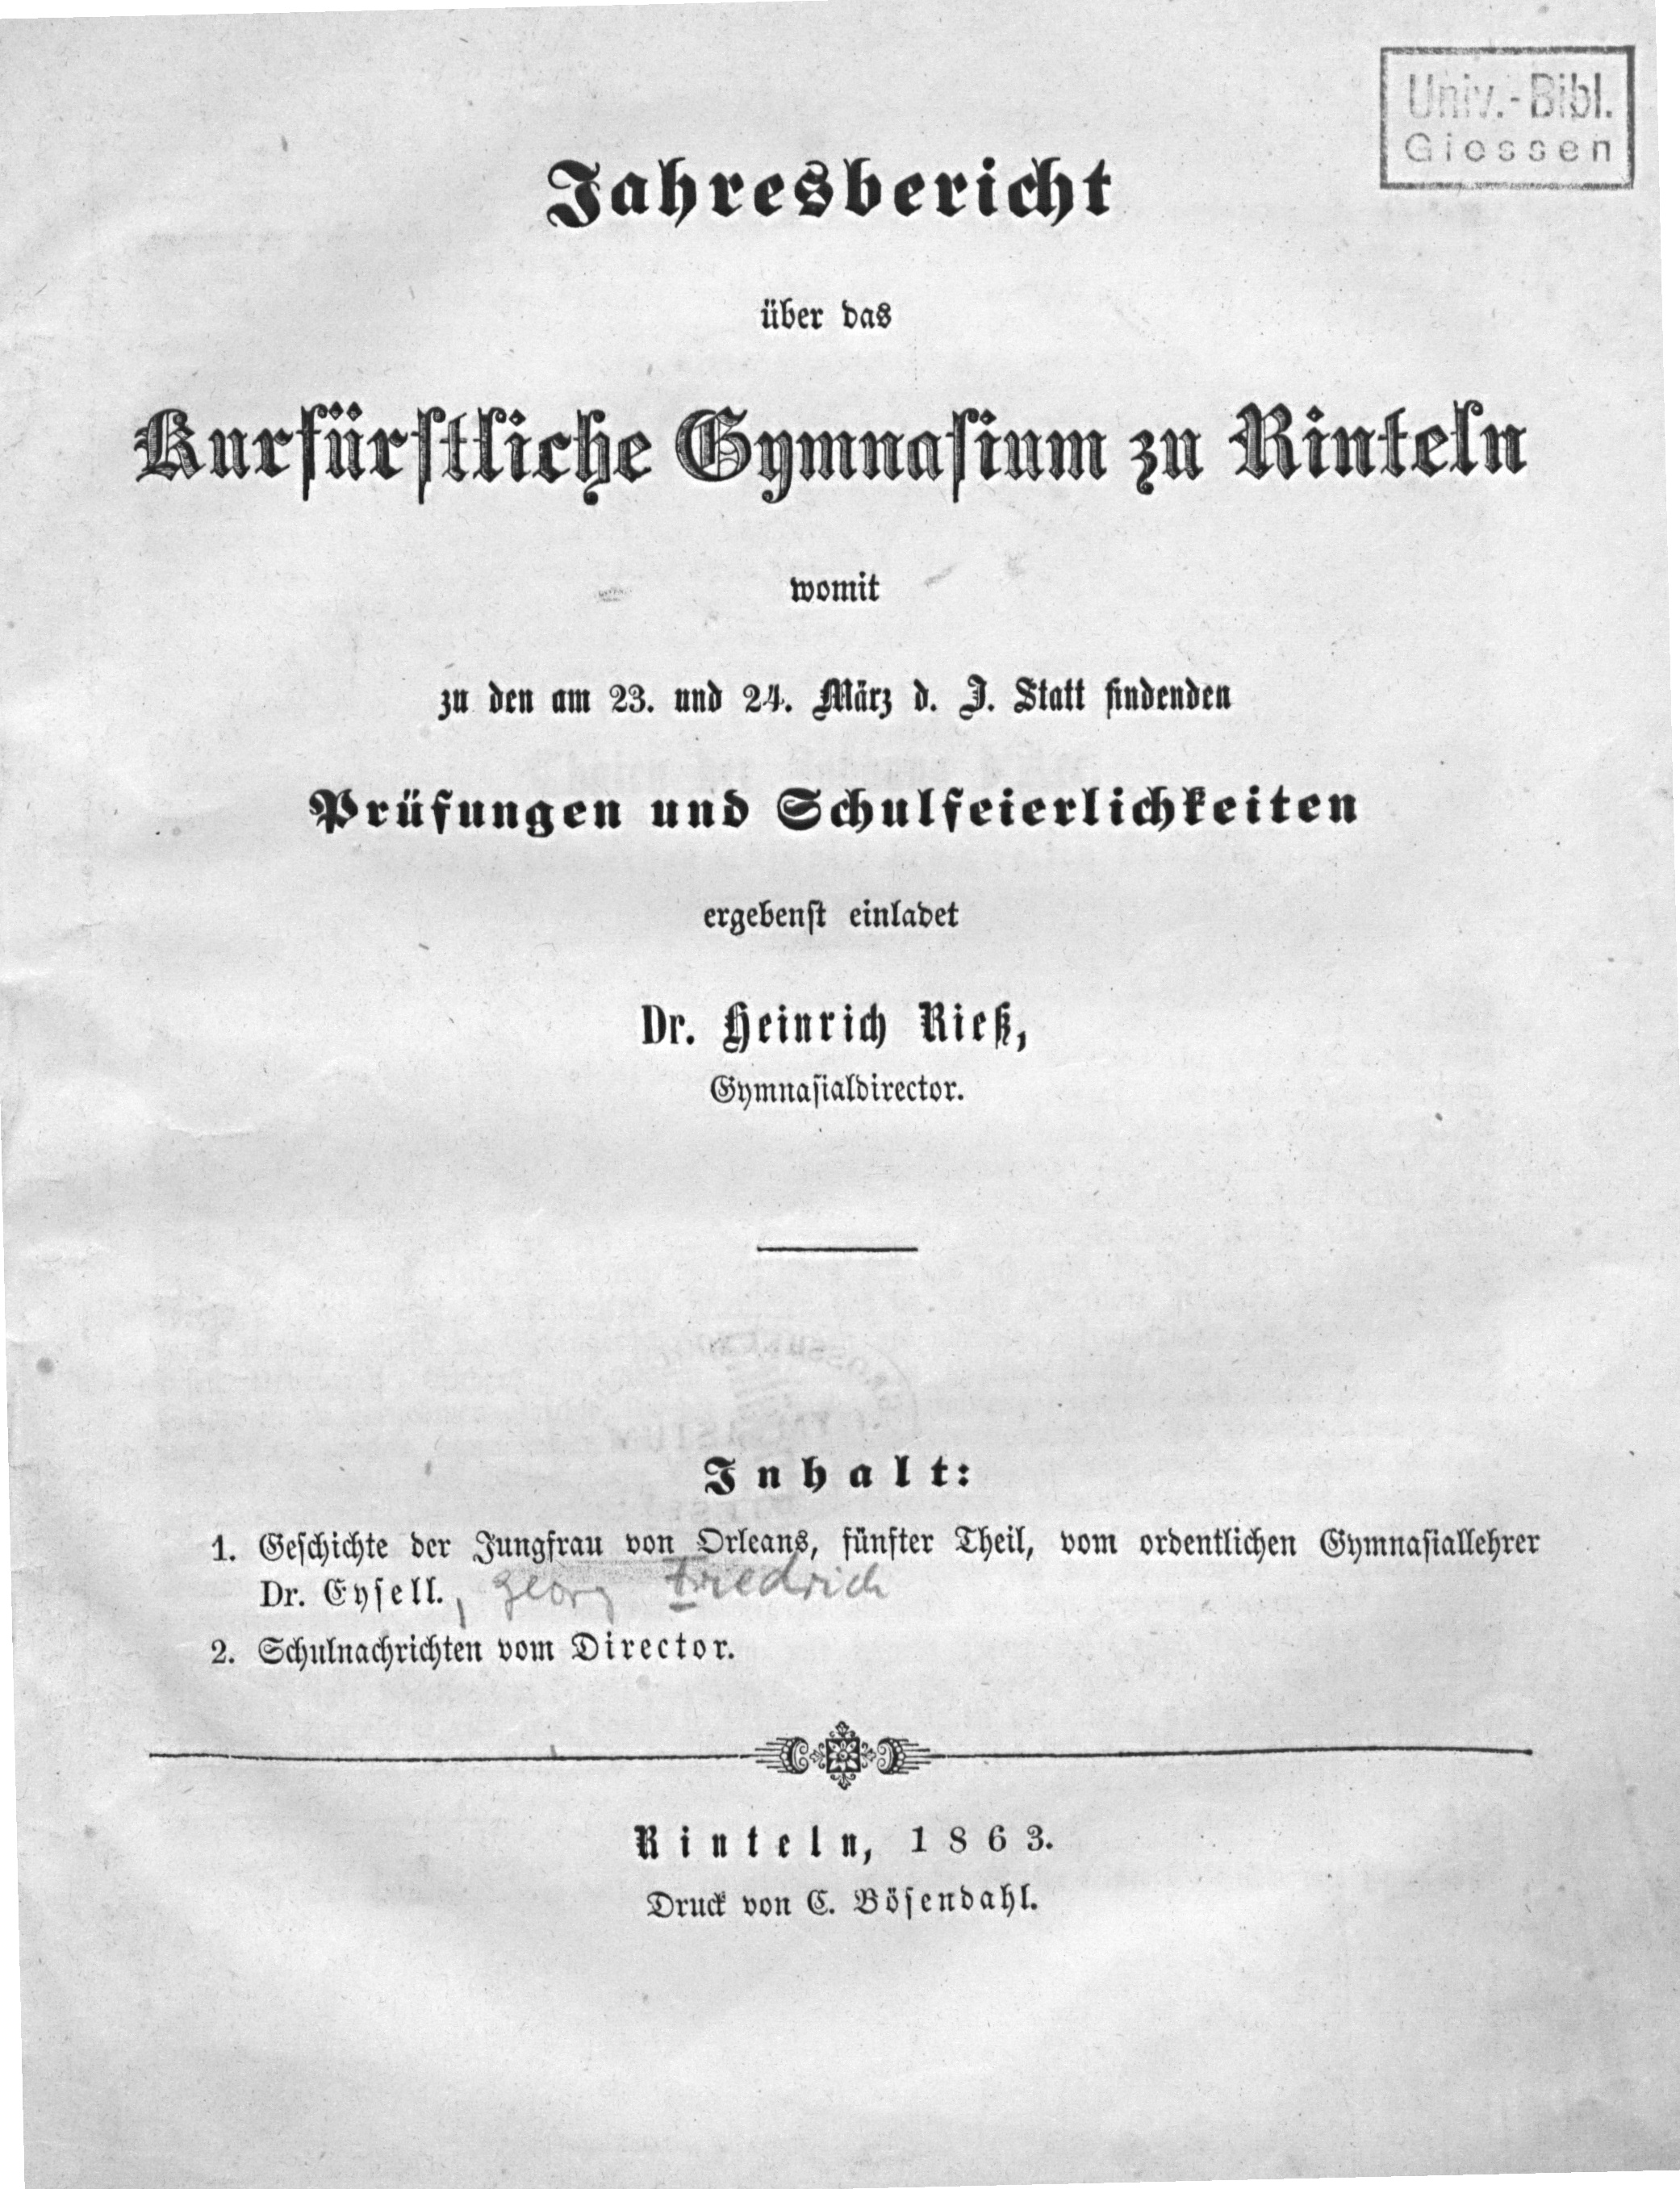 Univ.-Bibl.
Giessen
Jahresbericht
über das
Kurfürstliche Gymnasium zu Rinteln
womit
zu den am 23. und 24. März d. J. Statt findenden
Prüfungen und Schulfeierlichkeiten
ergebenst einladet
Dr. Heinrich Rieß,
Gymnasialdirector.
Inhalt:
1. Geschichte der Jungfrau von Orleans, fünfter Theil, vom ordentlichen Gymnasiallehrer
Dr. Eysell., Georg Friedrich
2. Schulnachrichten vom Director.
Rinteln, 1863.
Druck von C. Bösendahl.